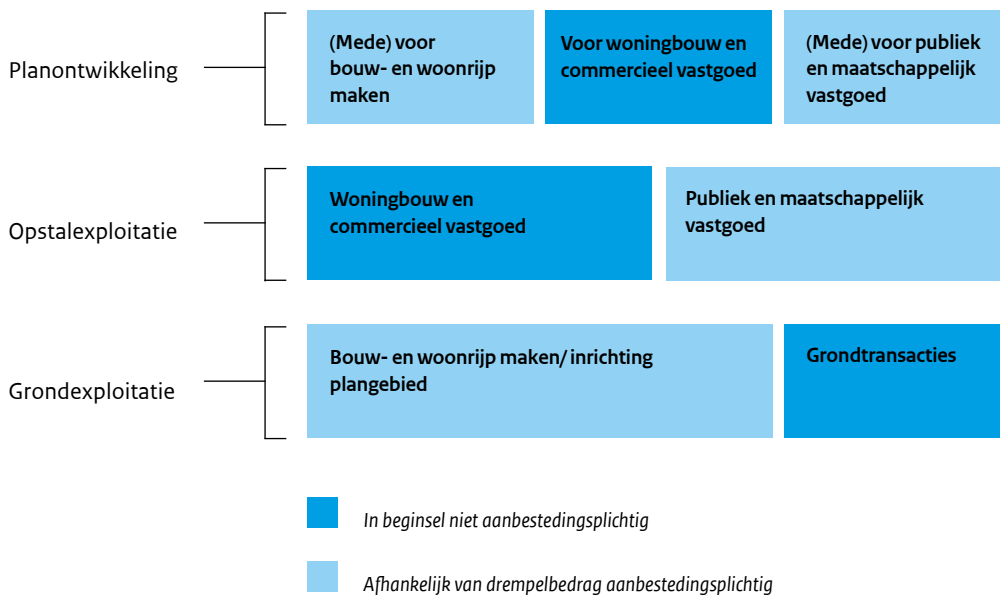 Planontwikkeling
(Mede) voor
bouw- en woonrijp
maken
Voor woningbouw en
commercieel vastgoed
(Mede) voor publiek
en maatschappelijk
vastgoed
Opstalexploitatie
Woningbouw en
commercieel vastgoed
Publiek en maatschappelijk
vastgoed
Grondexploitatie
Bouw- en woonrijp maken/ inrichting
plangebied
Grondtransacties
In beginsel niet aanbestedingsplichtig
Afhankelijk van drempelbedrag aanbestedingsplichtig